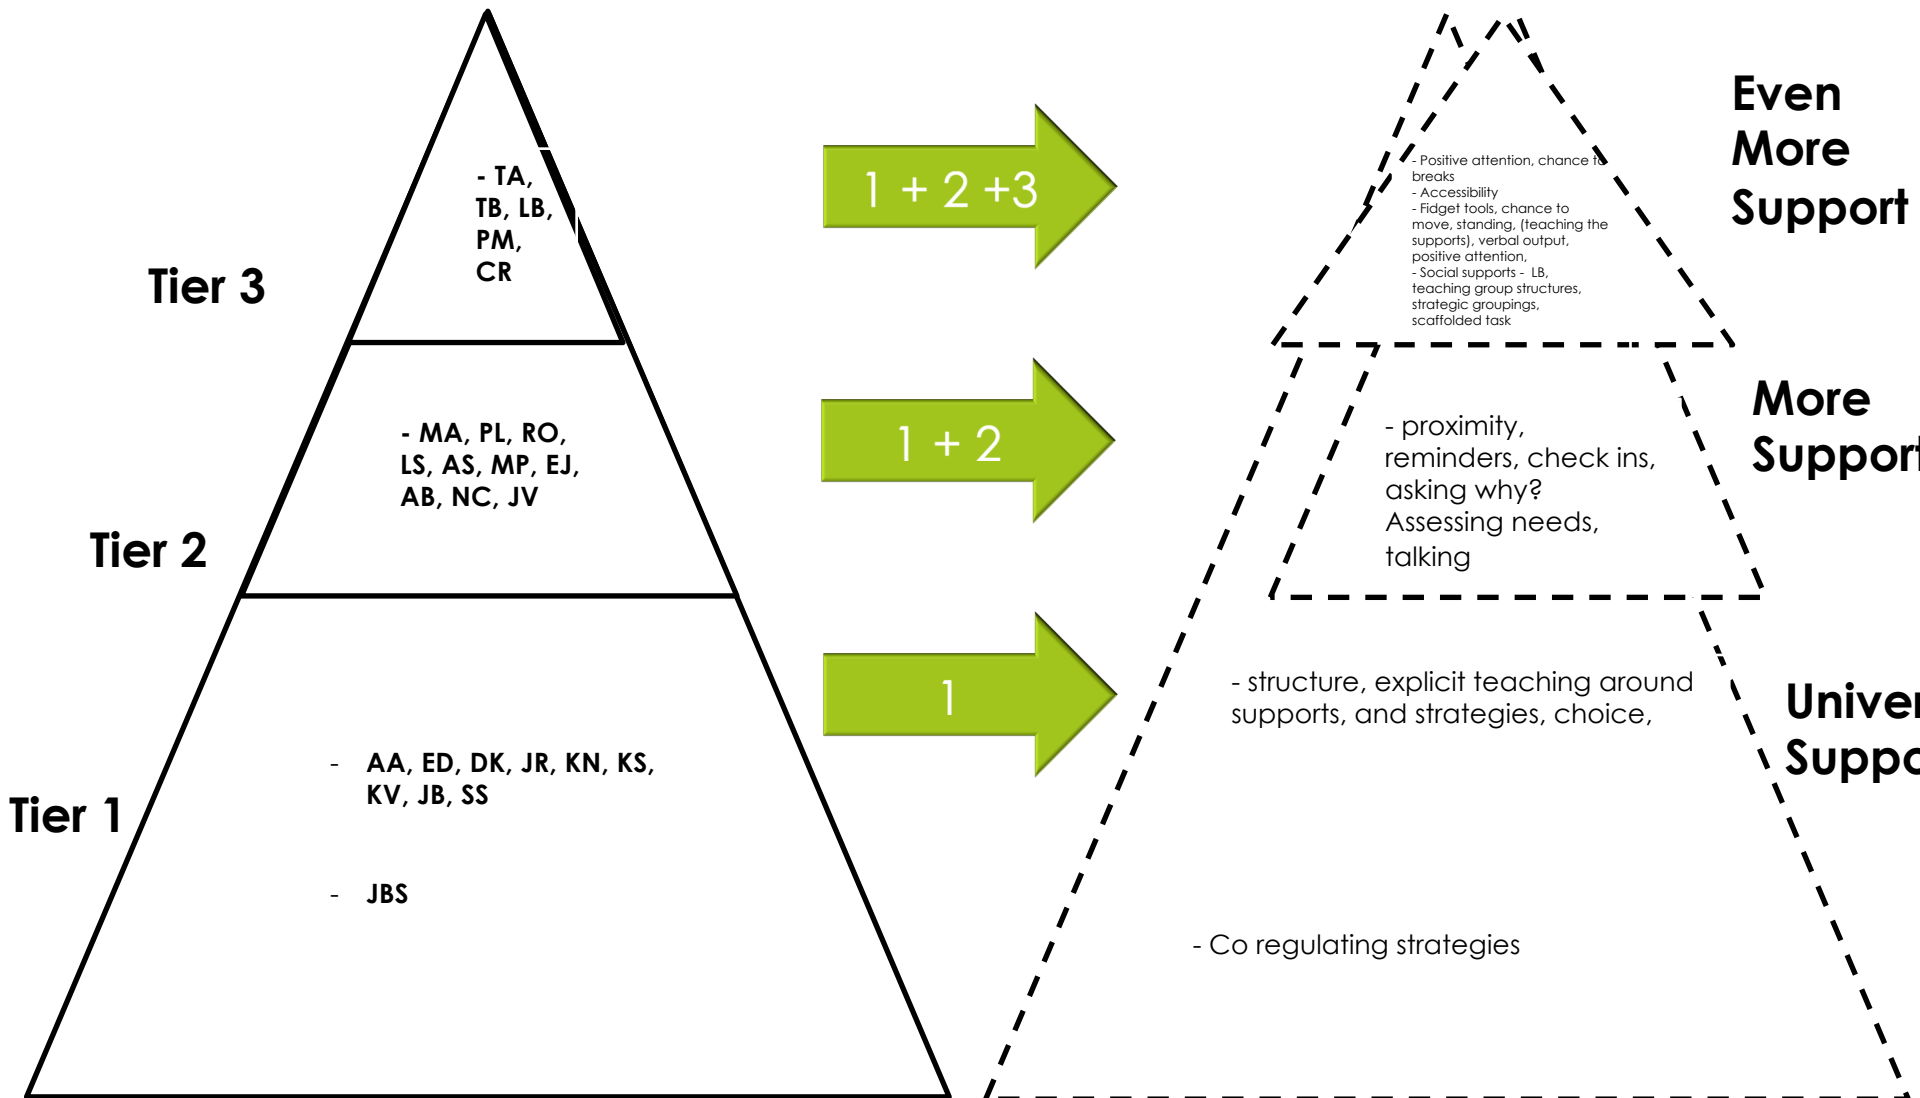 Tier 3
- TA,
TB, LB,
PM,
CR
1 + 2 +3
- Positive attention, chance to
breaks
- Accessibility
- Fidget tools, chance to
move, standing, (teaching the
supports), verbal output,
positive attention,
- Social supports - LB,
teaching group structures,
strategic groupings,
scaffolded task
Even
More
Support
Tier 2
- MA, PL, RO,
LS, AS, MP, EJ,
AB, NC, JV
1 + 2
- proximity,
reminders, check ins,
asking why?
Assessing needs,
talking
More
Support
Tier 1
- AA, ED, DK, JR, KN, KS,
KV, JB, SS
- JBS
1
- structure, explicit teaching around
supports, and strategies, choice,
- Co regulating strategies
Univer
Suppo